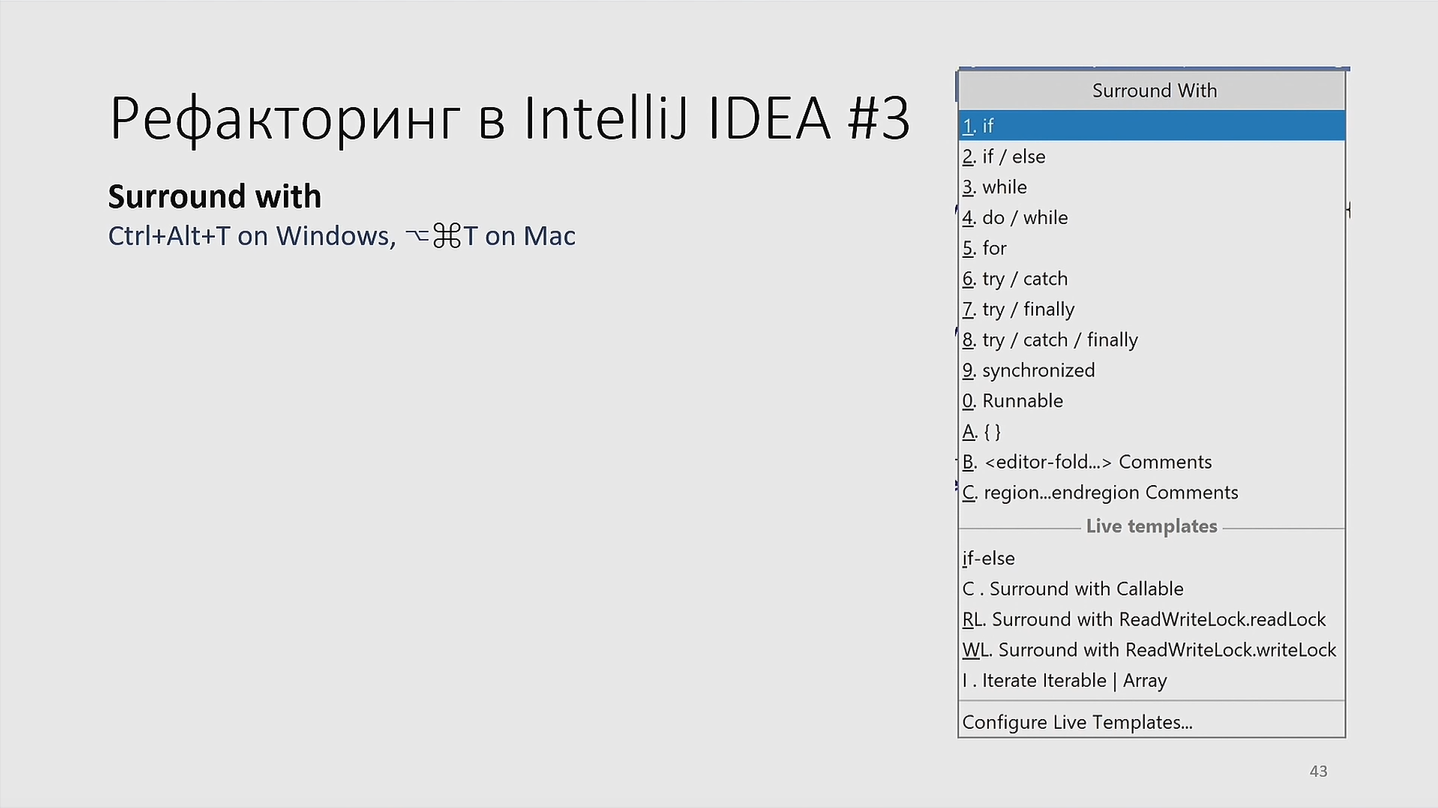 Рефакторинг в IntelliJ IDEA #3
Surround with
Ctrl+Alt+T on Windows, ⌥⌘T on Mac
Surround With
1. if
2. if / else
3. while
4. do / while
5. for
6. try / catch
7. try / finally
8. try / catch / finally
9. synchronized
0. Runnable
A. { }
B. <editor-fold...> Comments
C. region...endregion Comments
Live templates
if-else
C . Surround with Callable
RL. Surround with ReadWriteLock.readLock
WL. Surround with ReadWriteLock.writeLock
I . Iterate Iterable | Array
Configure Live Templates...
43